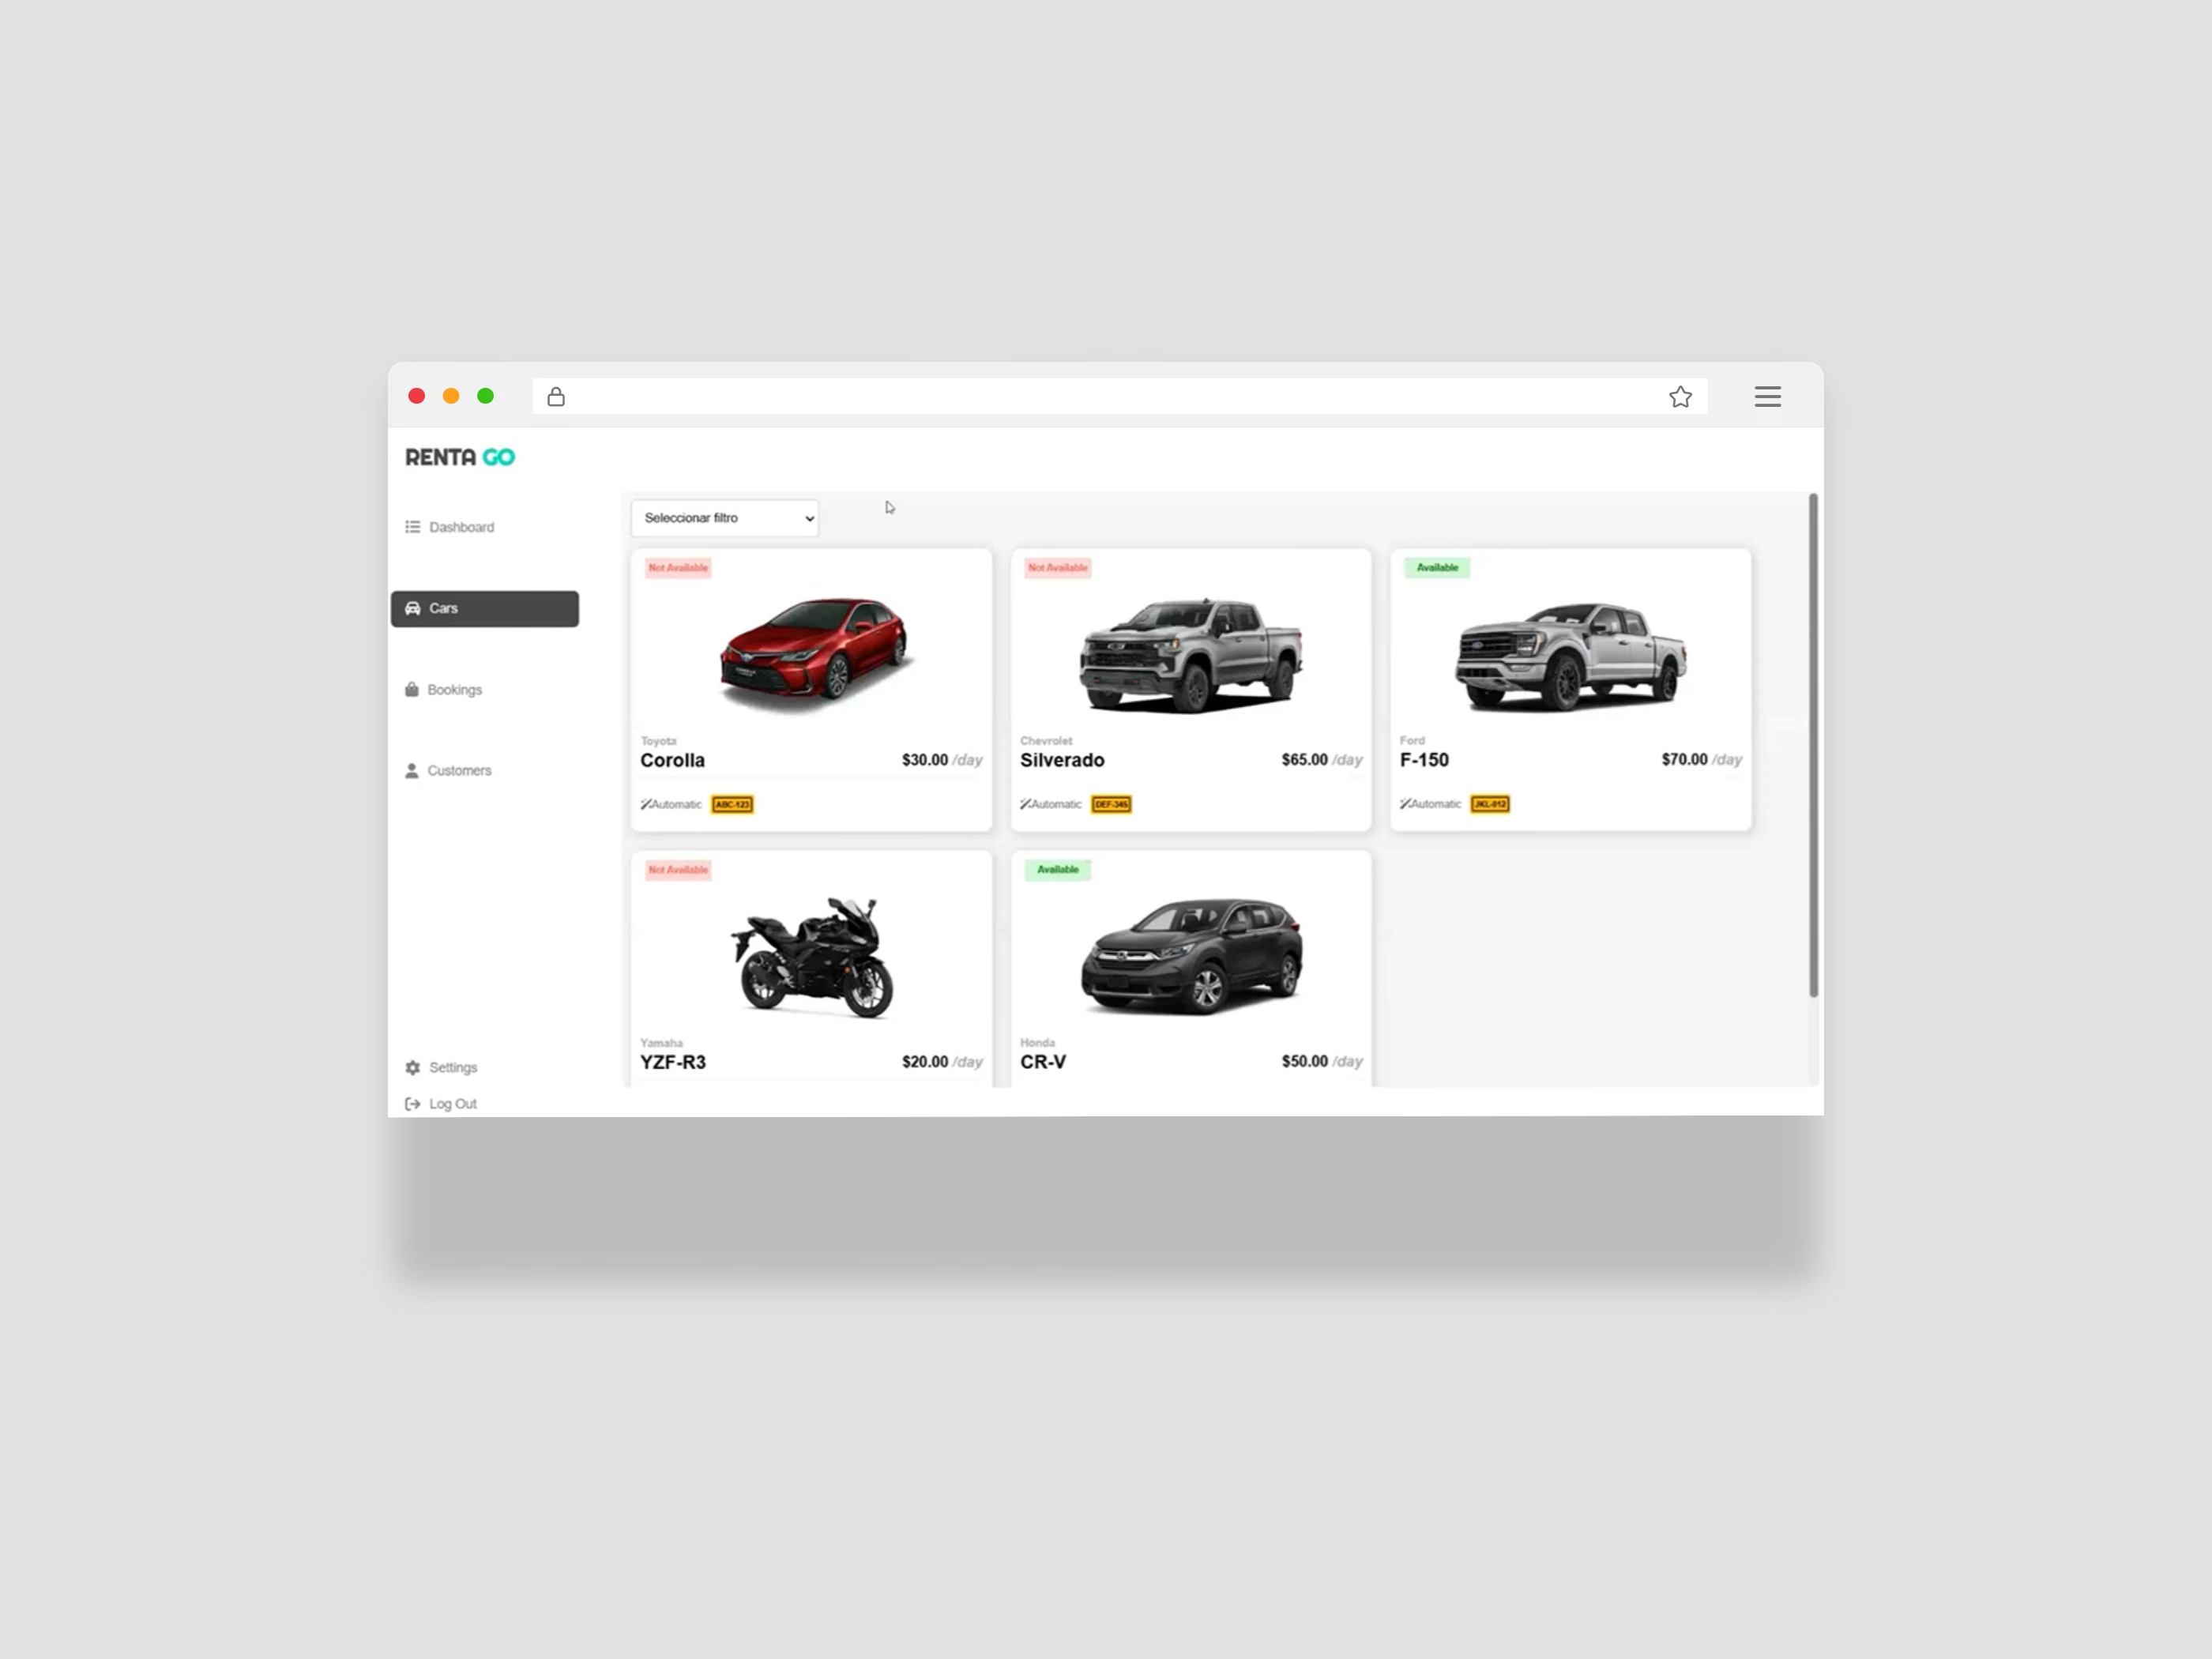 RENTA GO
Dashboard
Cars
Bookings
Customers
Settings
Log Out
Seleccionar filtro
Not Available
Toyota
Corolla $30.00 /day
Automatic ABC-123
Not Available
Chevrolet
Silverado $65.00 /day
Automatic DEF-345
Available
Ford
F-150 $70.00 /day
Automatic JKL-012
Not Available
Yamaha
YZF-R3 $20.00 /day
Available
Honda
CR-V $50.00 /day